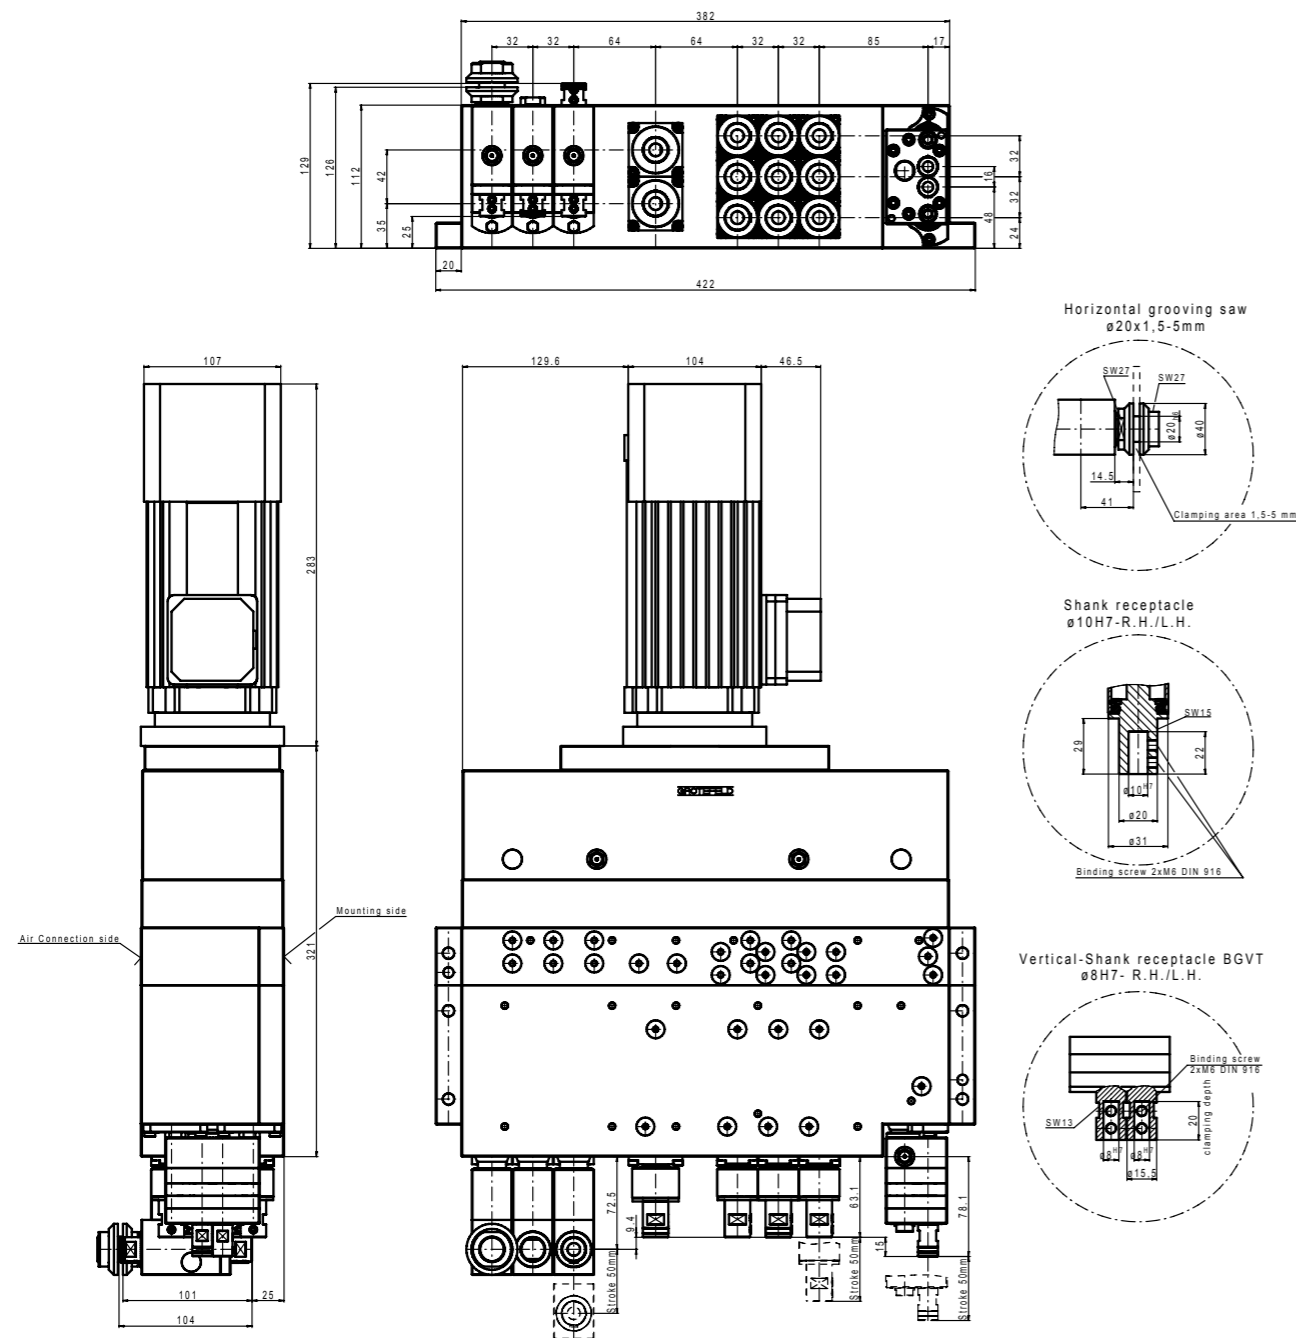 382
32
32
64
64
32
32
85
17
129
126
112
42
35
25
32
16
32
48
24
20
422
Horizontal grooving saw
ø20x1,5-5mm
SW27
SW27
ø40
14.5
41
Clamping area 1,5-5 mm
107
129.6
104
46.5
283
Shank receptacle
ø10H7-R.H./L.H.
SW15
29
22
ø10H7
ø20
ø31
Binding screw 2xM6 DIN 916
GROTEFELD
Mounting side
Air Connection side
321
Vertical-Shank receptacle BGVT
ø8H7- R.H./L.H.
Binding screw
2xM6 DIN 916
SW13
20
clamping depth
ø8H7
ø8H7
ø15.5
72.5
9.4
63.1
78.1
15
Stroke 50mm
Stroke 50mm
Stroke 50mm
101
25
104